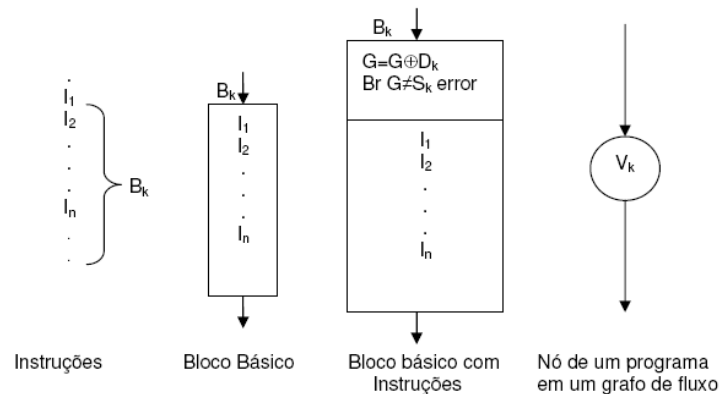 .
I1
I2
.
.
.
In
.
.
Bk
Instruções
Bk
I1
I2
.
.
.
In
Bloco Básico
Bk
G=G⊕Dk
Br G≠Sk error
I1
I2
.
.
.
In
Bloco básico com
Instruções
Vk
Nó de um programa
em um grafo de fluxo